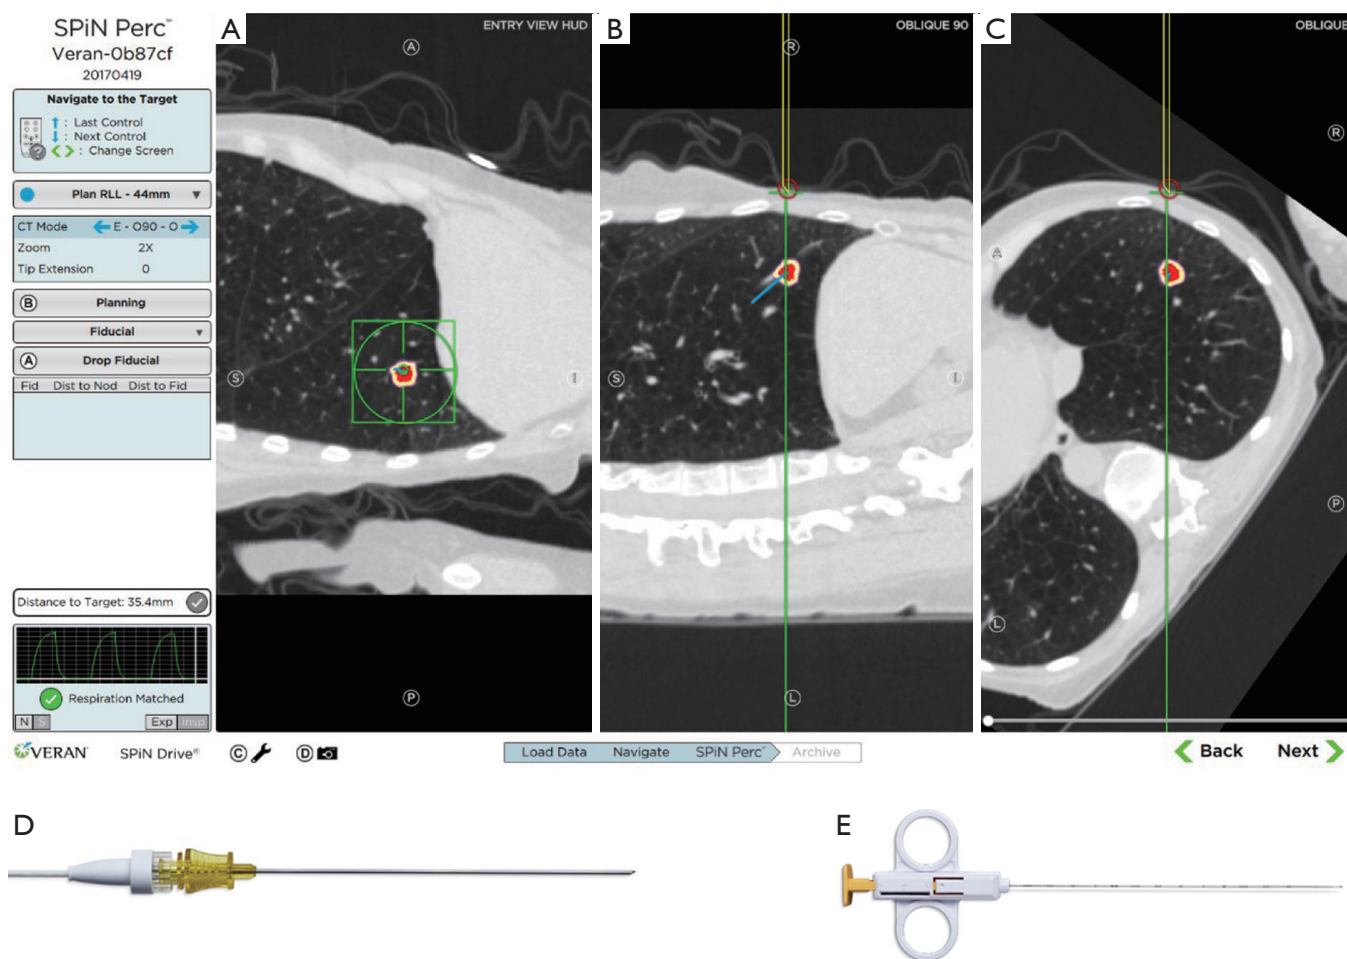 SPiN Perc™
Veran-0b87cf
20170419
Navigate to the Target
: Last Control
: Next Control
: Change Screen
?
Plan RLL - 44mm
CT Mode E - O90 - O
Zoom 2X
Tip Extension 0
B Planning
Fiducial
A Drop Fiducial
Fid Dist to Nod Dist to Fid
Distance to Target: 35.4mm
Respiration Matched
N S Exp Insp
A
ENTRY VIEW HUD
A
S
I
P
B
OBLIQUE 90
R
S
I
L
C
OBLIQUE
R
A
P
L
VERAN
SPiN Drive®
C
D
Load Data Navigate SPiN Perc™ Archive
Back Next
D
E